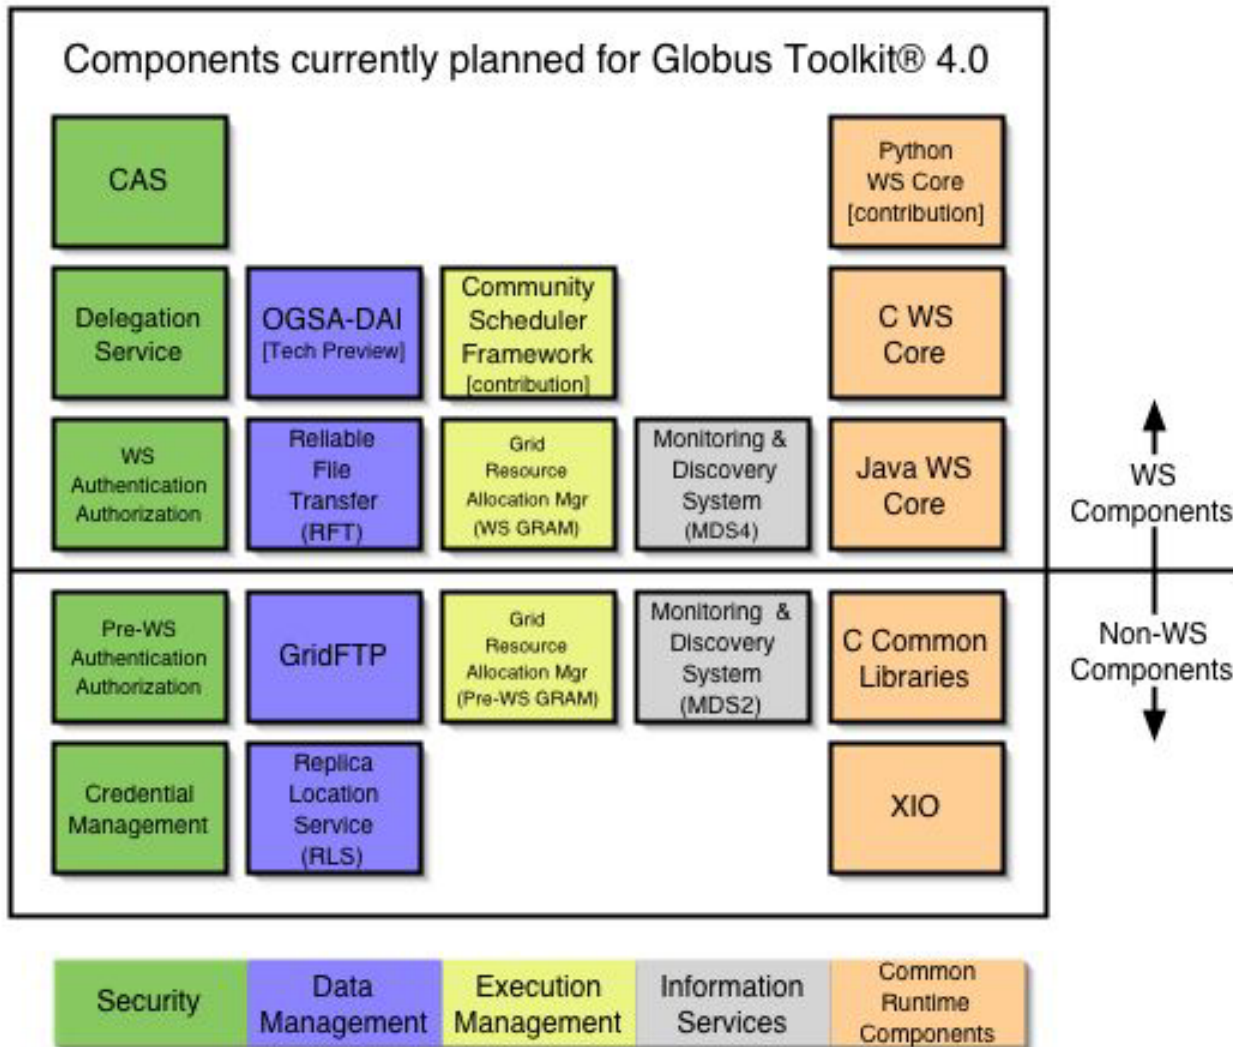 Components currently planned for Globus Toolkit® 4.0
CAS
Python
WS Core
[contribution]
Delegation
Service
OGSA-DAI
[Tech Preview]
Community
Scheduler
Framework
[contribution]
C WS
Core
WS
Authentication
Authorization
Reliable
File
Transfer
(RFT)
Grid
Resource
Allocation Mgr
(WS GRAM)
Monitoring &
Discovery
System
(MDS4)
Java WS
Core
WS
Components
Pre-WS
Authentication
Authorization
GridFTP
Grid
Resource
Allocation Mgr
(Pre-WS GRAM)
Monitoring &
Discovery
System
(MDS2)
C Common
Libraries
Non-WS
Components
Credential
Management
Replica
Location
Service
(RLS)
XIO
Security
Data
Management
Execution
Management
Information
Services
Common
Runtime
Components